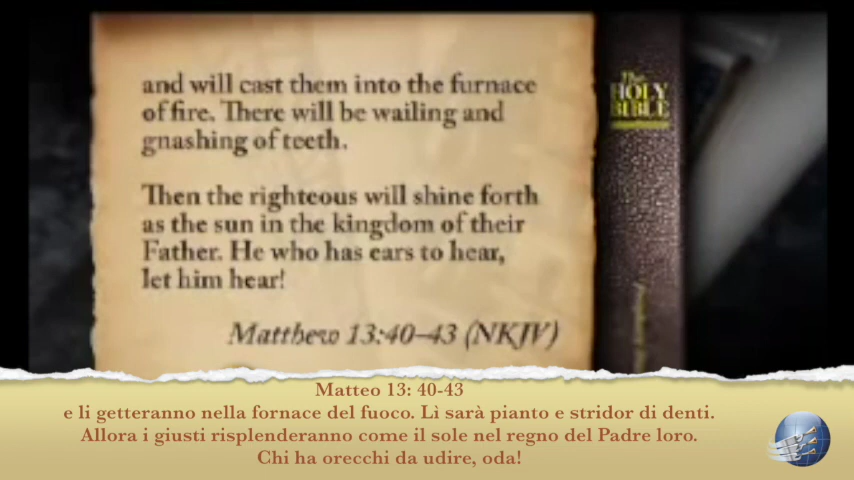 and will cast them into the furnace
of fire. There will be wailing and
gnashing of teeth.
Then the righteous will shine forth
as the sun in the kingdom of their
Father. He who has ears to hear,
let him hear!
Matthew 13:40–43 (NKJV)
The
HOLY
BIBLE
Matteo 13: 40-43
e li getteranno nella fornace del fuoco. Lì sarà pianto e stridor di denti.
Allora i giusti risplenderanno come il sole nel regno del Padre loro.
Chi ha orecchi da udire, oda!